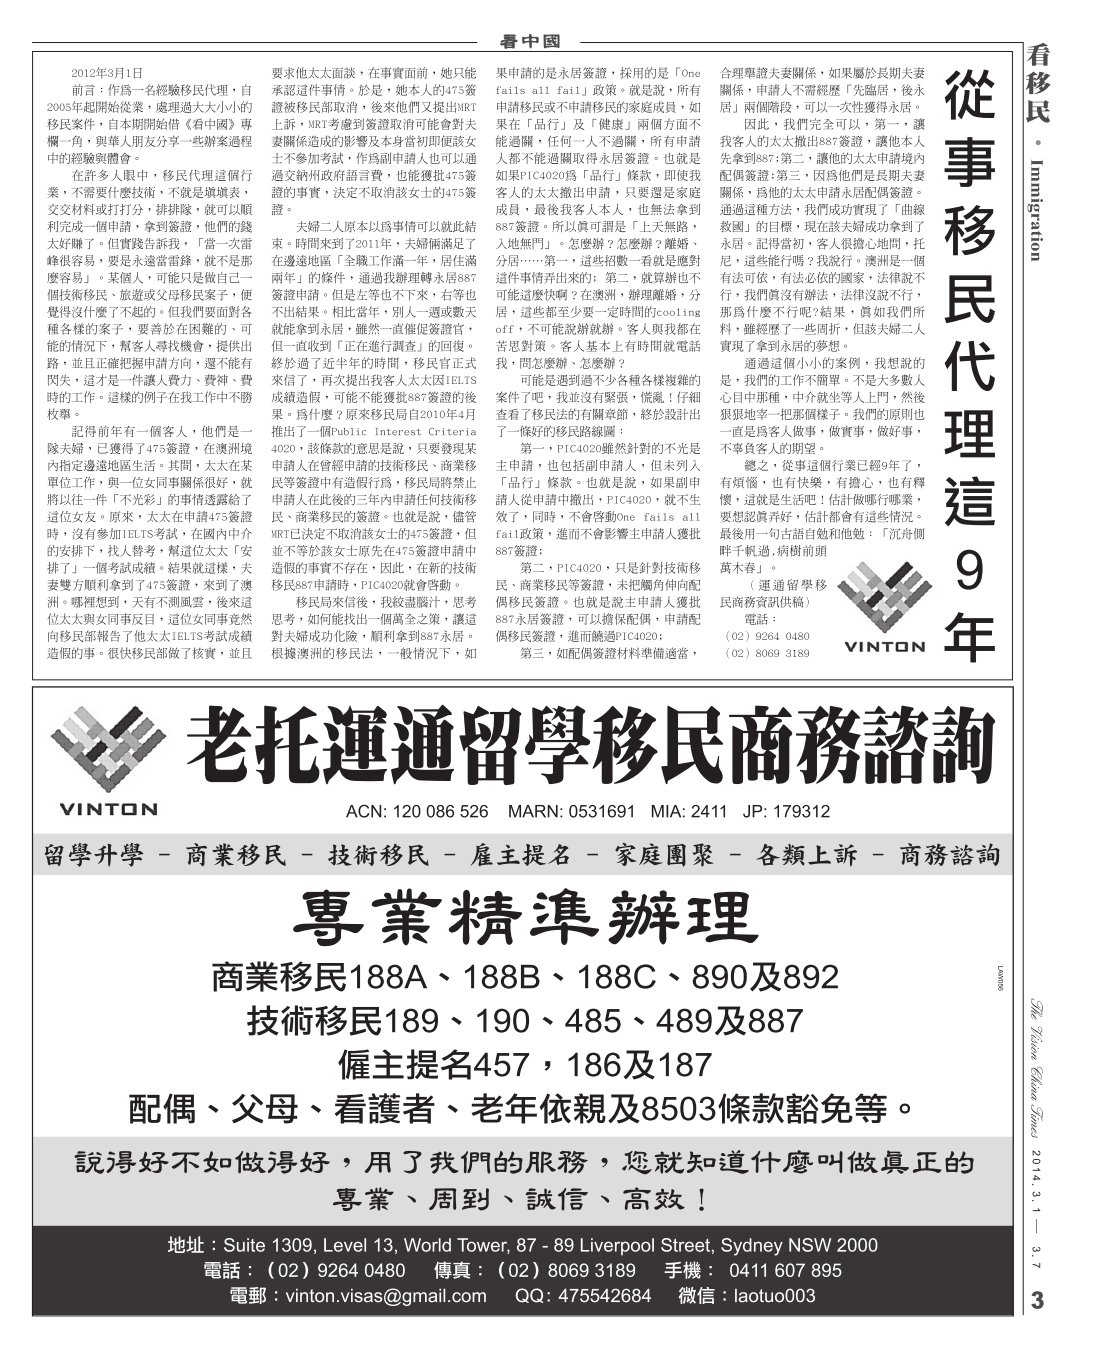 看中國
看移民 · Immigration
從事移民代理這9年
2012年3月1日
前言：作為一名經驗移民代理，自
2005年起開始從業，處理過大大小小的
移民案件，自本期開始借《看中國》專
欄一角，與華人朋友分享一些辦案過程
中的經驗與體會。
在許多人眼中，移民代理這個行
業，不需要什麼技術，不就是填填表，
交交材料或打打分，排排隊，就可以順
利完成一個申請，拿到簽證，他們的錢
太好賺了。但實踐告訴我，「當一次雷
峰很容易，要是永遠當雷鋒，就不是那
麼容易」。某個人，可能只是做自己一
個技術移民、旅遊或父母移民案子，便
覺得沒什麼了不起的。但我們要面對各
種各樣的案子，要善於在困難的、可
能的情況下，幫客人尋找機會，提供出
路，並且正確把握申請方向，還不能有
閃失，這才是一件讓人費力、費神、費
時的工作。這樣的例子在我工作中不勝
枚舉。
記得前年有一個客人，他們是一
隊夫婦，已獲得了475簽證，在澳洲境
內指定邊遠地區生活。其間，太太在某
單位工作，與一位女同事關係很好，就
將以往一件「不光彩」的事情透露給了
這位女友。原來，太太在申請475簽證
時，沒有參加IELTS考試，在國內中介
的安排下，找人替考，幫這位太太「安
排了」一個考試成績。結果就這樣，夫
妻雙方順利拿到了475簽證，來到了澳
洲。哪裡想到，天有不測風雲，後來這
位太太與女同事反目，這位女同事竟然
向移民部報告了他太太IELTS考試成績
造假的事。很快移民部做了核實，並且
要求他太太面談，在事實面前，她只能
承認這件事情。於是，她本人的475簽
證被移民部取消，後來他們又提出MRT
上訴，MRT考慮到簽證取消可能會對夫
妻關係造成的影響及本身當初即便該女
士不參加考試，作為副申請人也可以通
過交納州政府語言費，也能獲批475簽
證的事實，決定不取消該女士的475簽
證。
夫婦二人原本以為事情可以就此結
束。時間來到了2011年，夫婦倆滿足了
在邊遠地區「全職工作滿一年，居住滿
兩年」的條件，通過我辦理轉永居887
簽證申請。但是左等也不下來，右等也
不出結果。相比當年，別人一週或數天
就能拿到永居，雖然一直催促簽證官，
但一直收到「正在進行調查」的回復。
終於過了近半年的時間，移民官正式
來信了，再次提出我客人太太因IELTS
成績造假，可能不能獲批887簽證的後
果。為什麼？原來移民局自2010年4月
推出了一個Public Interest Criteria
4020，該條款的意思是說，只要發現某
申請人在曾經申請的技術移民、商業移
民等簽證中有造假行為，移民局將禁止
申請人在此後的三年內申請任何技術移
民、商業移民的簽證。也就是說，儘管
MRT已決定不取消該女士的475簽證，但
並不等於該女士原先在475簽證申請中
造假的事實不存在，因此，在新的技術
移民887申請時，PIC4020就會啟動。
移民局來信後，我絞盡腦汁，思考
思考，如何能找出一個萬全之策，讓這
對夫婦成功化險，順利拿到887永居。
根據澳洲的移民法，一般情況下，如
果申請的是永居簽證，採用的是「One
fails all fail」政策。就是說，所有
申請移民或不申請移民的家庭成員，如
果在「品行」及「健康」兩個方面不
能過關，任何一人不過關，所有申請
人都不能過關取得永居簽證。也就是
如果PIC4020為「品行」條款，即使我
客人的太太撤出申請，只要還是家庭
成員，最後我客人本人，也無法拿到
887簽證。所以真可謂是「上天無路，
入地無門」。怎麼辦？怎麼辦？離婚、
分居……第一，這些招數一看就是應對
這件事情弄出來的；第二，就算辦也不
可能這麼快啊？在澳洲，辦理離婚，分
居，這些都至少要一定時間的cooling
off，不可能說辦就辦。客人與我都在
苦思對策。客人基本上有時間就電話
我，問怎麼辦、怎麼辦？
可能是遇到過不少各種各樣複雜的
案件了吧，我並沒有緊張，慌亂！仔細
查看了移民法的有關章節，終於設計出
了一條好的移民路線圖：
第一，PIC4020雖然針對的不光是
主申請，也包括副申請人，但未列入
「品行」條款。也就是說，如果副申
請人從申請中撤出，PIC4020，就不生
效了，同時，不會啟動One fails all
fail政策，進而不會影響主申請人獲批
887簽證；
第二，PIC4020，只是針對技術移
民、商業移民等簽證，未把觸角伸向配
偶移民簽證。也就是說主申請人獲批
887永居簽證，可以擔保配偶，申請配
偶移民簽證，進而饒過PIC4020；
第三，如配偶簽證材料準備適當，
合理舉證夫妻關係，如果屬於長期夫妻
關係，申請人不需經歷「先臨居，後永
居」兩個階段，可以一次性獲得永居。
因此，我們完全可以，第一，讓
我客人的太太撤出887簽證，讓他本人
先拿到887;第二，讓他的太太申請境內
配偶簽證;第三，因為他們是長期夫妻
關係，為他的太太申請永居配偶簽證。
通過這種方法，我們成功實現了「曲線
救國」的目標，現在該夫婦成功拿到了
永居。記得當初，客人很擔心地問，托
尼，這些能行嗎？我說行。澳洲是一個
有法可依，有法必依的國家，法律說不
行，我們真沒有辦法，法律沒說不行，
那為什麼不行呢?結果，真如我們所
料，雖經歷了一些周折，但該夫婦二人
實現了拿到永居的夢想。
通過這個小小的案例，我想說的
是，我們的工作不簡單。不是大多數人
心目中那種，中介就坐等人上門，然後
狠狠地宰一把那個樣子。我們的原則也
一直是為客人做事，做實事，做好事，
不辜負客人的期望。
總之，從事這個行業已經9年了，
有煩惱，也有快樂，有擔心，也有釋
懷，這就是生活吧！估計做哪行哪業，
要想認真弄好，估計都會有這些情況。
最後用一句古語自勉和他勉：「沉舟側
畔千帆過,病樹前頭
萬木春」。
（運通留學移
民商務資訊供稿）
電話：
（02）9264 0480
（02）8069 3189
VINTON
VINTON
老托運通留學移民商務諮詢
ACN: 120 086 526 MARN: 0531691 MIA: 2411 JP: 179312
留學升學 - 商業移民 - 技術移民 - 雇主提名 - 家庭團聚 - 各類上訴 - 商務諮詢
專業精準辦理
商業移民188A、188B、188C、890及892
技術移民189、190、485、489及887
僱主提名457，186及187
配偶、父母、看護者、老年依親及8503條款豁免等。
LAW056
說得好不如做得好，用了我們的服務，您就知道什麼叫做真正的
專業、周到、誠信、高效！
地址：Suite 1309, Level 13, World Tower, 87 - 89 Liverpool Street, Sydney NSW 2000
電話：（02）9264 0480 傳真：（02）8069 3189 手機： 0411 607 895
電郵：vinton.visas@gmail.com QQ: 475542684 微信：laotuo003
The Vision China Times 2014.3.1— 3.7
3